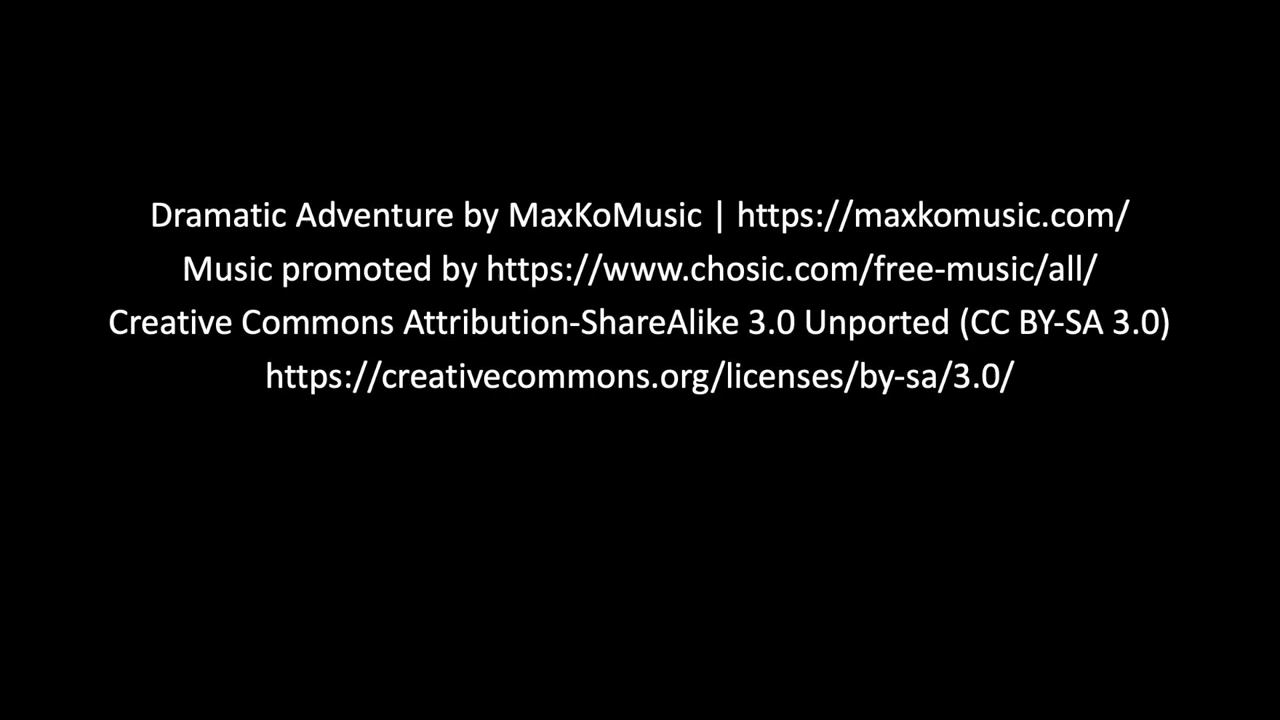 Dramatic Adventure by MaxKoMusic | https://maxkomusic.com/
Music promoted by https://www.chosic.com/free-music/all/
Creative Commons Attribution-ShareAlike 3.0 Unported (CC BY-SA 3.0)
https://creativecommons.org/licenses/by-sa/3.0/